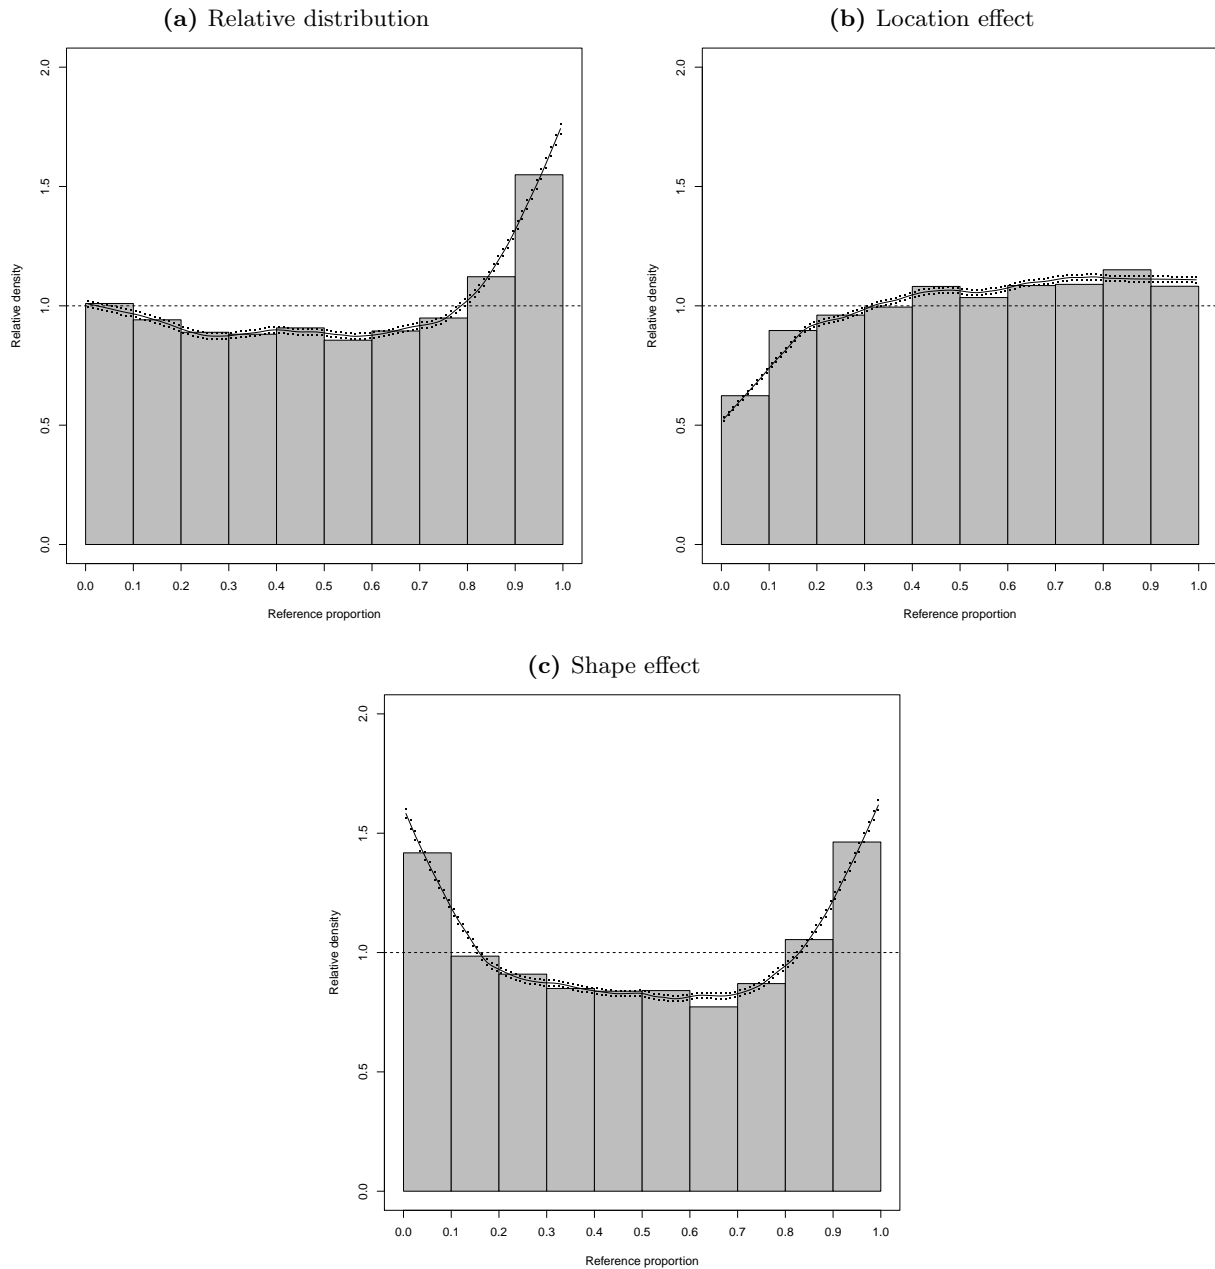 (a) Relative distribution
2.0
1.5
1.0
0.5
0.0
Relative density
0.0 0.1 0.2 0.3 0.4 0.5 0.6 0.7 0.8 0.9 1.0
Reference proportion
(b) Location effect
2.0
1.5
1.0
0.5
0.0
Relative density
0.0 0.1 0.2 0.3 0.4 0.5 0.6 0.7 0.8 0.9 1.0
Reference proportion
(c) Shape effect
2.0
1.5
1.0
0.5
0.0
Relative density
0.0 0.1 0.2 0.3 0.4 0.5 0.6 0.7 0.8 0.9 1.0
Reference proportion